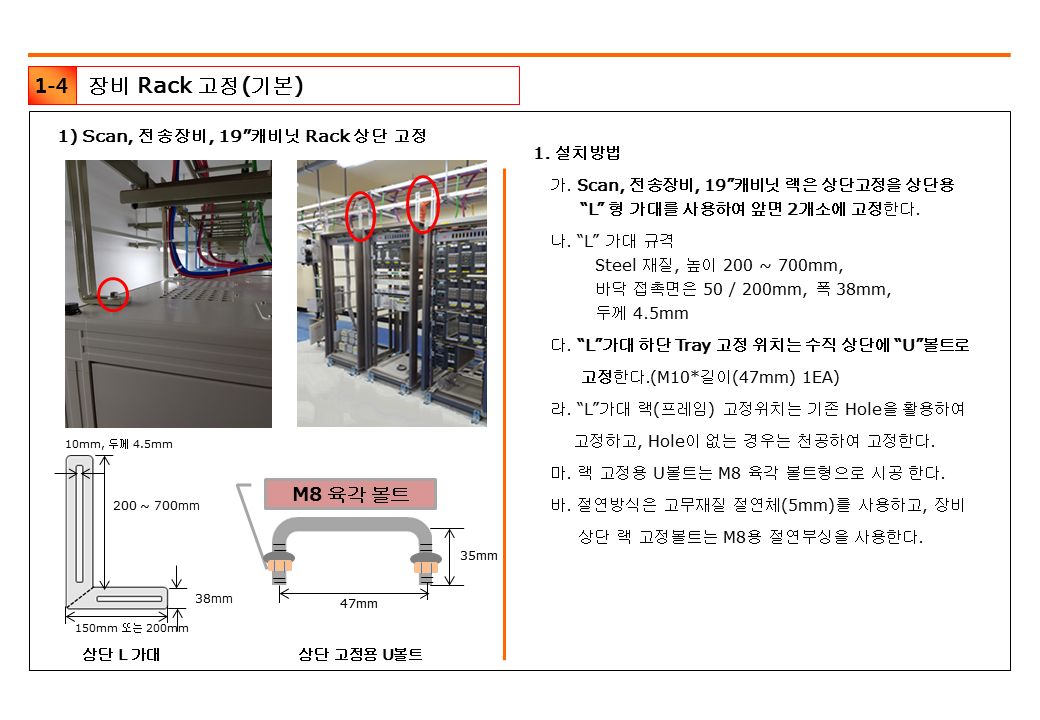 1-4 장비 Rack 고정(기본)
1) Scan, 전송장비, 19”캐비닛 Rack 상단 고정
10mm, 두께 4.5mm
200 ~ 700mm
38mm
150mm 또는 200mm
상단 L 가대
M8 육각 볼트
35mm
47mm
상단 고정용 U볼트
1. 설치방법
가. Scan, 전송장비, 19”캐비닛 랙은 상단고정을 상단용
“L” 형 가대를 사용하여 앞면 2개소에 고정한다.
나. “L” 가대 규격
Steel 재질, 높이 200 ~ 700mm,
바닥 접촉면은 50 / 200mm, 폭 38mm,
두께 4.5mm
다. “L”가대 하단 Tray 고정 위치는 수직 상단에 “U”볼트로
고정한다.(M10*길이(47mm) 1EA)
라. “L”가대 랙(프레임) 고정위치는 기존 Hole을 활용하여
고정하고, Hole이 없는 경우는 천공하여 고정한다.
마. 랙 고정용 U볼트는 M8 육각 볼트형으로 시공 한다.
바. 절연방식은 고무재질 절연체(5mm)를 사용하고, 장비
상단 랙 고정볼트는 M8용 절연부싱을 사용한다.